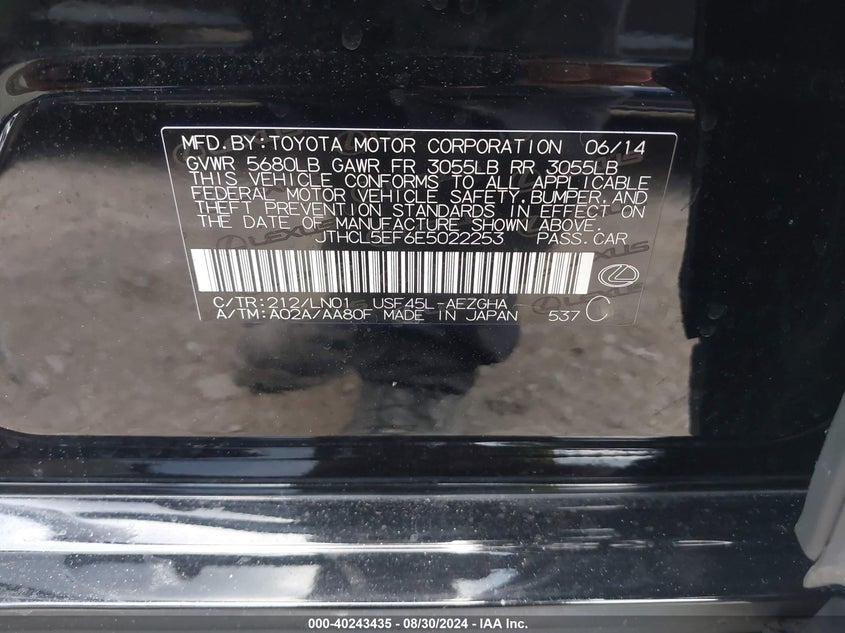 MFD.BY:TOYOTA MOTOR CORPORATION 06/14
GVWR 5680LB GAWR FR 3055LB RR 3055LB
THIS VEHICLE CONFORMS TO ALL APPLICABLE
FEDERAL MOTOR VEHICLE SAFETY,BUMPER,AND
THEFT PREVENTION STANDARDS IN EFFECT ON
THE DATE OF MANUFACTURE SHOWN ABOVE.
JTHCL5EF6E5022253 PASS.CAR
C/TR:212/LN01 USF45L-AEZGHA
A/TM:A02A/AA80F MADE IN JAPAN 537 C
LEXUS
LEXUS
000-40243435 - 08/30/2024 - IAA Inc.